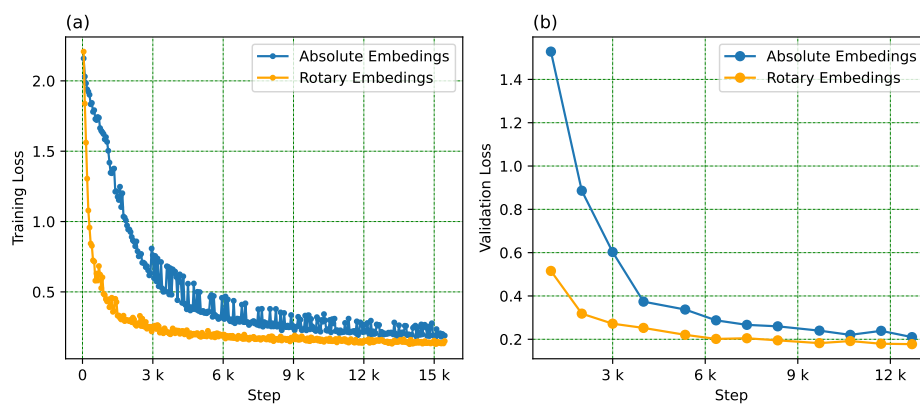 (a)
2.0
1.5
1.0
0.5
Training Loss
Absolute Embedings
Rotary Embedings
0 3 k 6 k 9 k 12 k 15 k
Step
(b)
1.4
1.2
1.0
0.8
0.6
0.4
0.2
Validation Loss
Absolute Embedings
Rotary Embedings
3 k 6 k 9 k 12 k
Step